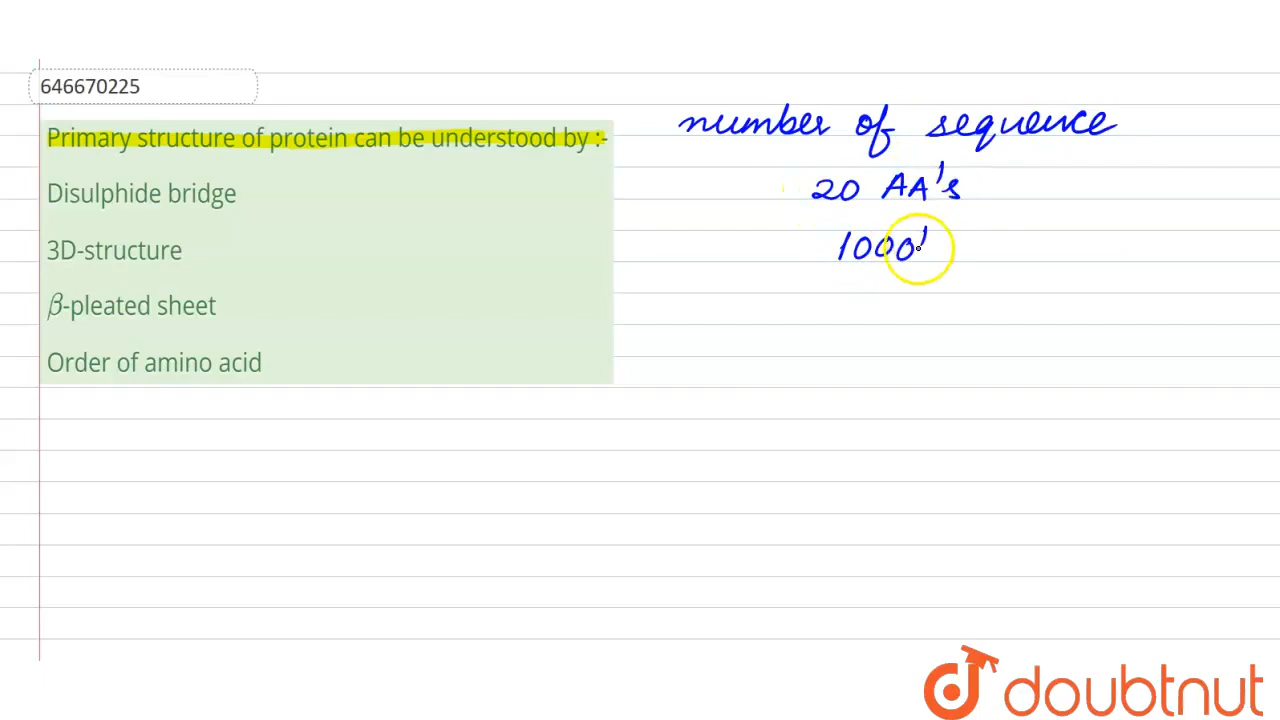 646670225
Primary structure of protein can be understood by :-
Disulphide bridge
3D-structure
β-pleated sheet
Order of amino acid
number of sequence
20 AA's
1000'
doubtnut